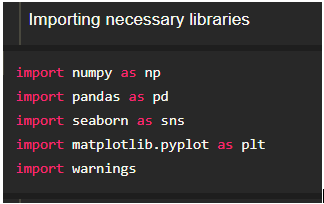 Importing necessary libraries
import numpy as np
import pandas as pd
import seaborn as sns
import matplotlib.pyplot as plt
import warnings